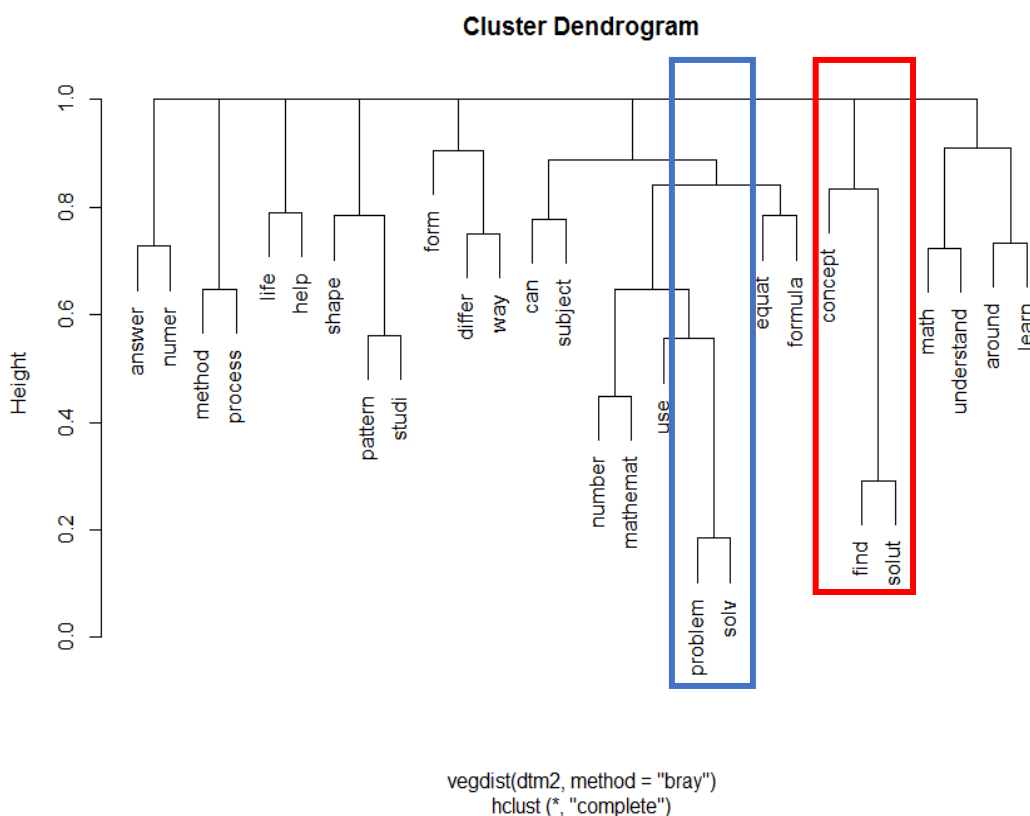 Cluster Dendrogram
Height
1.0
0.8
0.6
0.4
0.2
0.0
answer
numer
method
process
life
help
shape
pattern
studi
form
differ
way
can
subject
number
mathemat
use
problem
solv
equat
formula
concept
find
solut
math
understand
around
learn
vegdist(dtm2, method = "bray")
hclust (*, "complete")